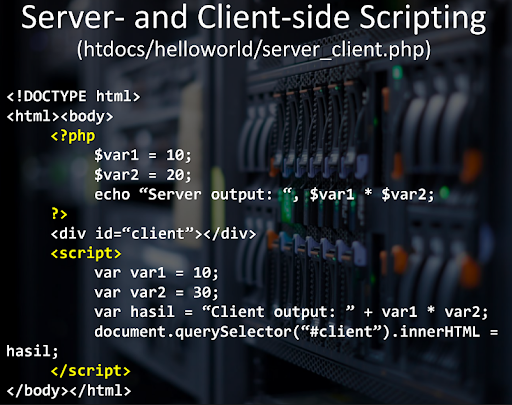 Server- and Client-side Scripting
(htdocs/helloworld/server_client.php)
<!DOCTYPE html>
<html><body>
<?php
$var1 = 10;
$var2 = 20;
echo “Server output: “, $var1 * $var2;
?>
<div id=“client”></div>
<script>
var var1 = 10;
var var2 = 30;
var hasil = “Client output: ” + var1 * var2;
document.querySelector(“#client”).innerHTML =
hasil;
</script>
</body></html>